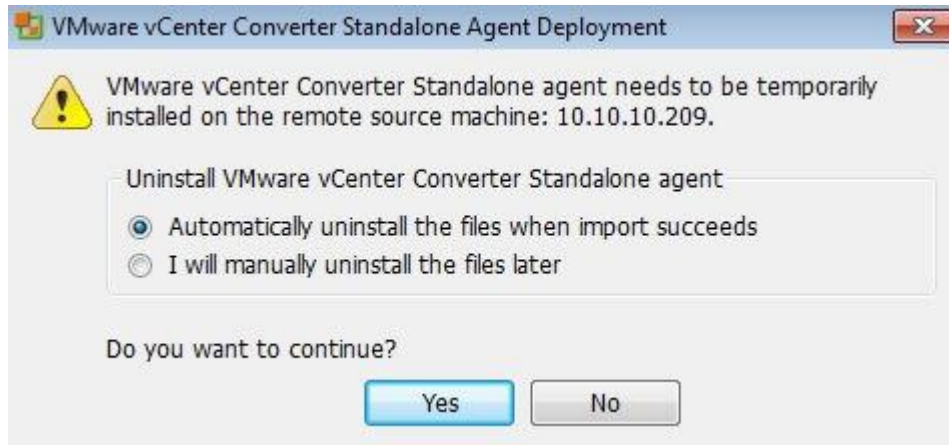 VMware vCenter Converter Standalone Agent Deployment
VMware vCenter Converter Standalone agent needs to be temporarily
installed on the remote source machine: 10.10.10.209.
Uninstall VMware vCenter Converter Standalone agent
Automatically uninstall the files when import succeeds
I will manually uninstall the files later
Do you want to continue?
Yes No